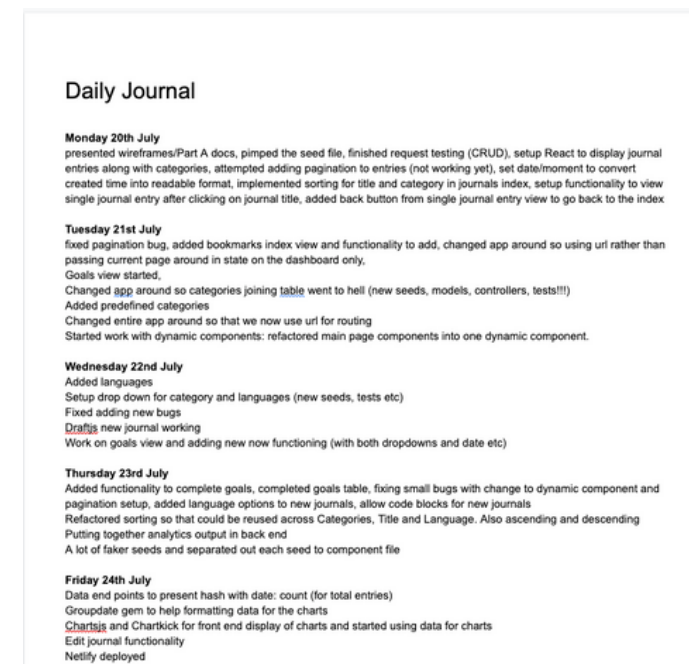 Daily Journal
Monday 20th July
presented wireframes/Part A docs, pimped the seed file, finished request testing (CRUD), setup React to display journal
entries along with categories, attempted adding pagination to entries (not working yet), set date/moment to convert
created time into readable format, implemented sorting for title and category in journals index, setup functionality to view
single journal entry after clicking on journal title, added back button from single journal entry view to go back to the index
Tuesday 21st July
fixed pagination bug, added bookmarks index view and functionality to add, changed app around so using url rather than
passing current page around in state on the dashboard only,
Goals view started,
Changed app around so categories joining table went to hell (new seeds, models, controllers, tests!!!)
Added predefined categories
Changed entire app around so that we now use url for routing
Started work with dynamic components: refactored main page components into one dynamic component.
Wednesday 22nd July
Added languages
Setup drop down for category and languages (new seeds, tests etc)
Fixed adding new bugs
Draftjs new journal working
Work on goals view and adding new now functioning (with both dropdowns and date etc)
Thursday 23rd July
Added functionality to complete goals, completed goals table, fixing small bugs with change to dynamic component and
pagination setup, added language options to new journals, allow code blocks for new journals
Refactored sorting so that could be reused across Categories, Title and Language. Also ascending and descending
Putting together analytics output in back end
A lot of faker seeds and separated out each seed to component file
Friday 24th July
Data end points to present hash with date: count (for total entries)
Groupdate gem to help formatting data for the charts
Chartsjs and Chartkick for front end display of charts and started using data for charts
Edit journal functionality
Netlify deployed